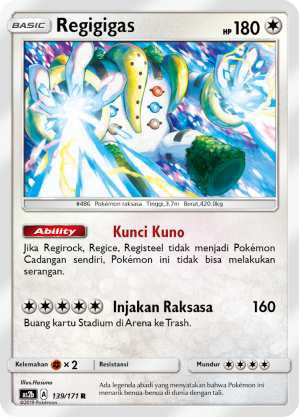 BASIC Regigigas HP 180
#486 Pokémon raksasa Tinggi,3.7m Berat,420.0kg
Ability Kunci Kuno
Jika Regirock, Regice, Registeel tidak menjadi Pokémon
Cadangan sendiri, Pokémon ini tidak bisa melakukan
serangan.
Injakan Raksasa 160
Buang kartu Stadium di Arena ke Trash.
Kelemahan × 2 Resistansi Mundur
Illus.Hasuno
AS2b A 139/171 R
©2019 Pokémon
Ada legenda abadi yang menyatakan bahwa Pokémon ini
menarik benua-benua di dunia dengan tali.